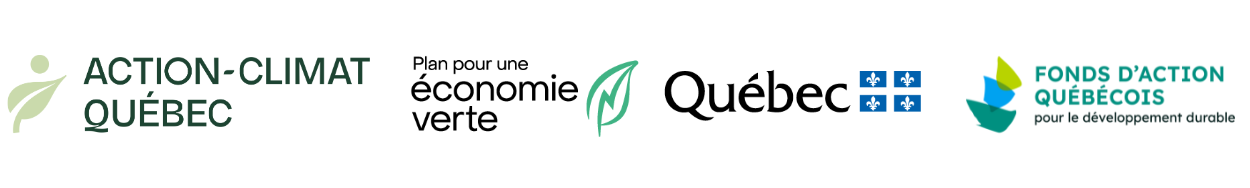 ACTION-CLIMAT
QUÉBEC
Plan pour une
économie
verte
Québec
FONDS D'ACTION
QUÉBÉCOIS
pour le développement durable